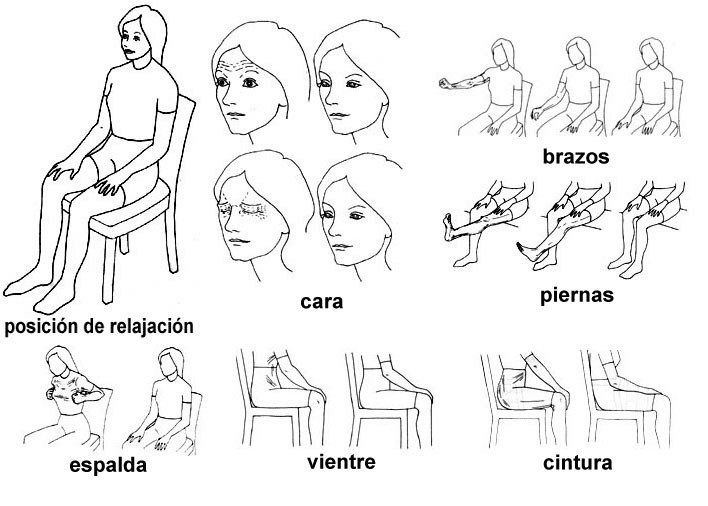 brazos
piernas
cara
posición de relajación
espalda
vientre
cintura